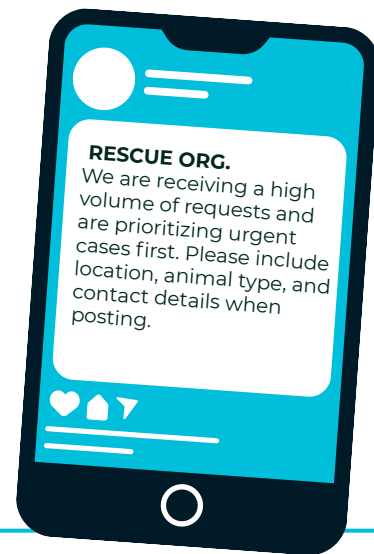 RESCUE ORG.
We are receiving a high
volume of requests and
are prioritizing urgent
cases first. Please include
location, animal type, and
contact details when
posting.